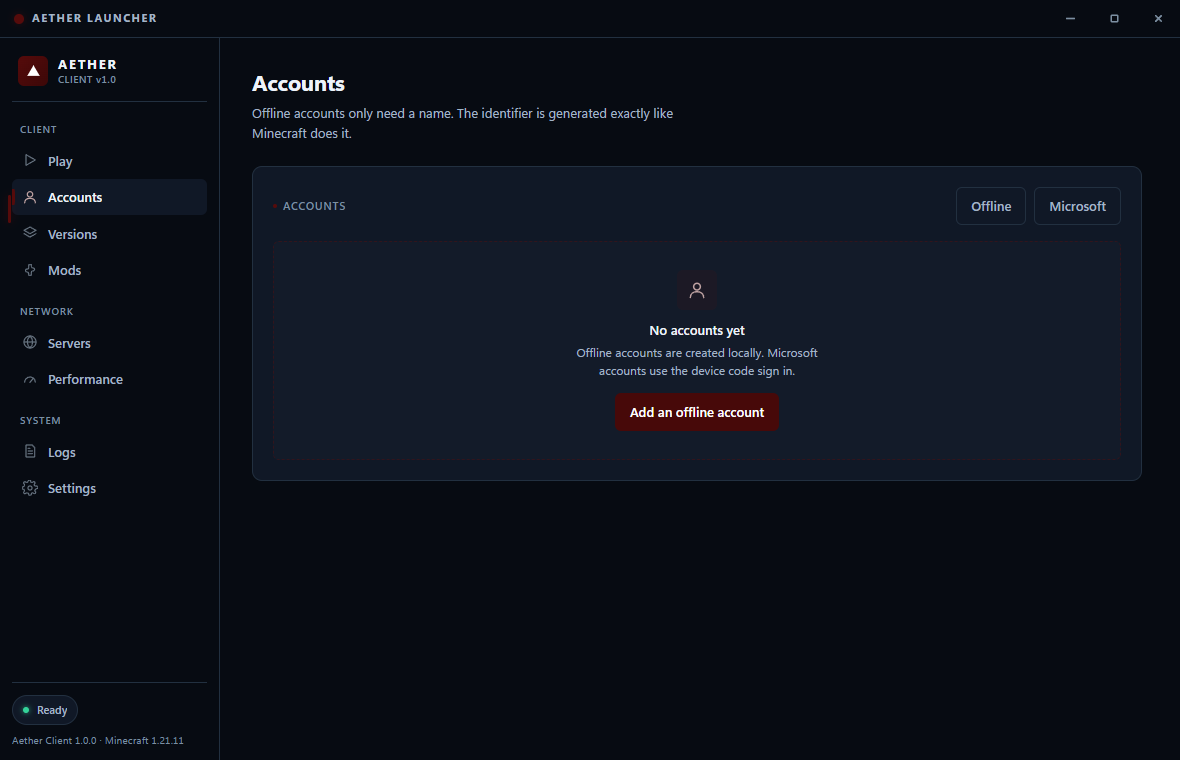 AETHER LAUNCHER
AETHER
CLIENT v1.0
CLIENT
Play
Accounts
Versions
Mods
NETWORK
Servers
Performance
SYSTEM
Logs
Settings
Ready
Aether Client 1.0.0 · Minecraft 1.21.11
Accounts
Offline accounts only need a name. The identifier is generated exactly like
Minecraft does it.
ACCOUNTS
Offline
Microsoft
No accounts yet
Offline accounts are created locally. Microsoft
accounts use the device code sign in.
Add an offline account